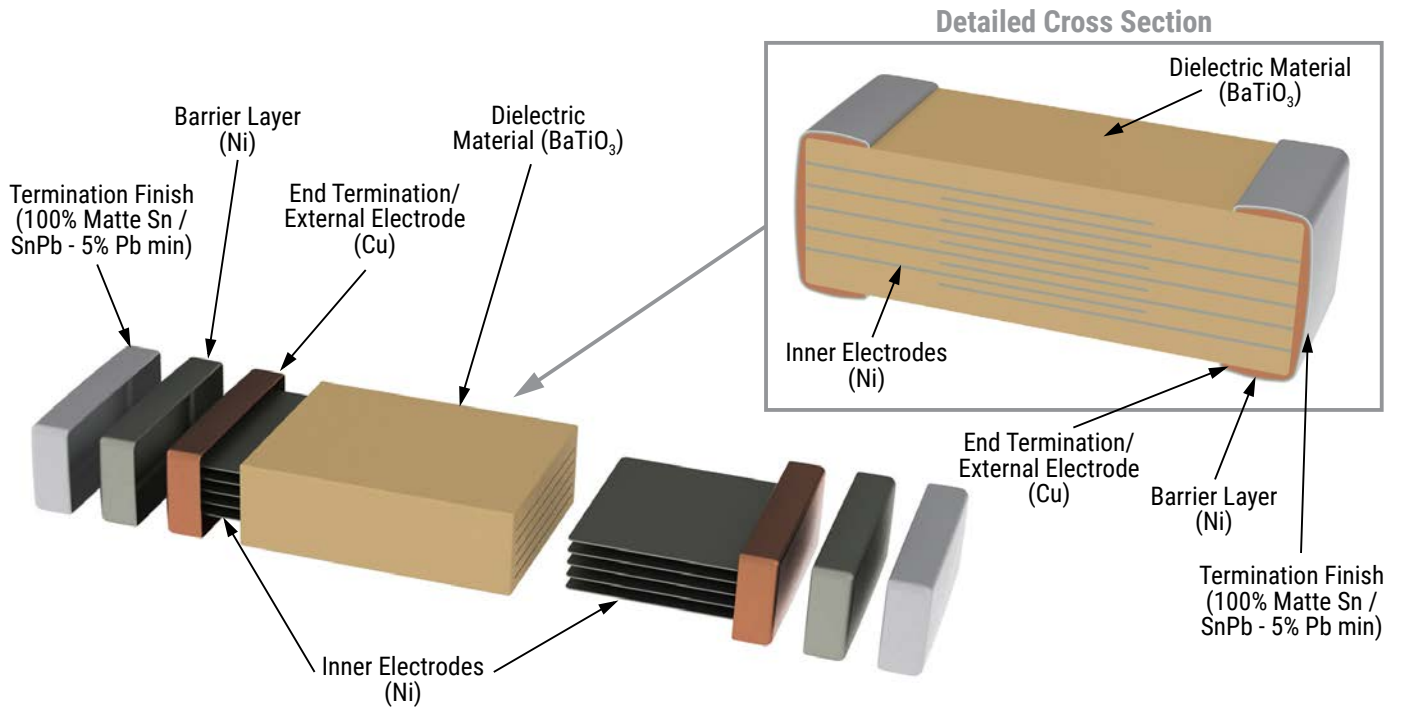 Detailed Cross Section
Dielectric Material
(BaTiO₃)
Barrier Layer
(Ni)
Dielectric
Material (BaTiO₃)
Termination Finish
(100% Matte Sn /
SnPb - 5% Pb min)
End Termination/
External Electrode
(Cu)
Inner Electrodes
(Ni)
End Termination/
External Electrode
(Cu)
Barrier Layer
(Ni)
Termination Finish
(100% Matte Sn /
SnPb - 5% Pb min)
Inner Electrodes
(Ni)